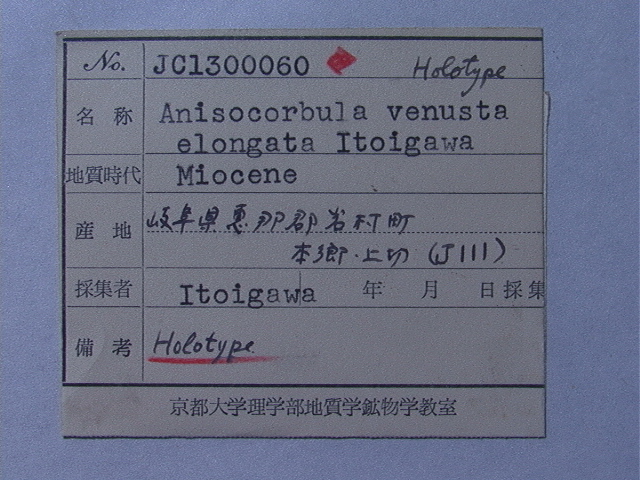 No. JC1300060 Holotype
名称 Anisocorbula venusta
elongata Itoigawa
地質時代 Miocene
産地 岐阜県恵那郡岩村町
本郷・上切 (J111)
採集者 Itoigawa 年 月 日採集
備考 Holotype
京都大学理学部地質学鉱物学教室